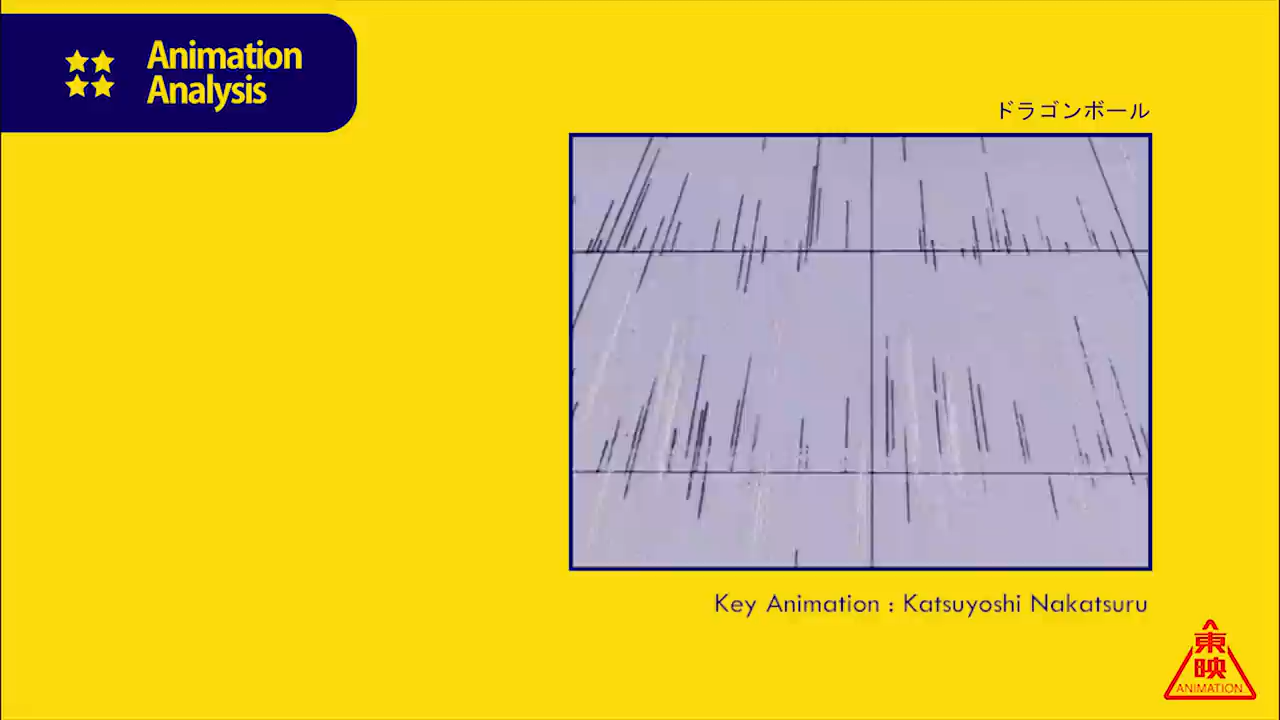 Animation
Analysis
ドラゴンボール
Key Animation : Katsuyoshi Nakatsuru
東
映
ANIMATION